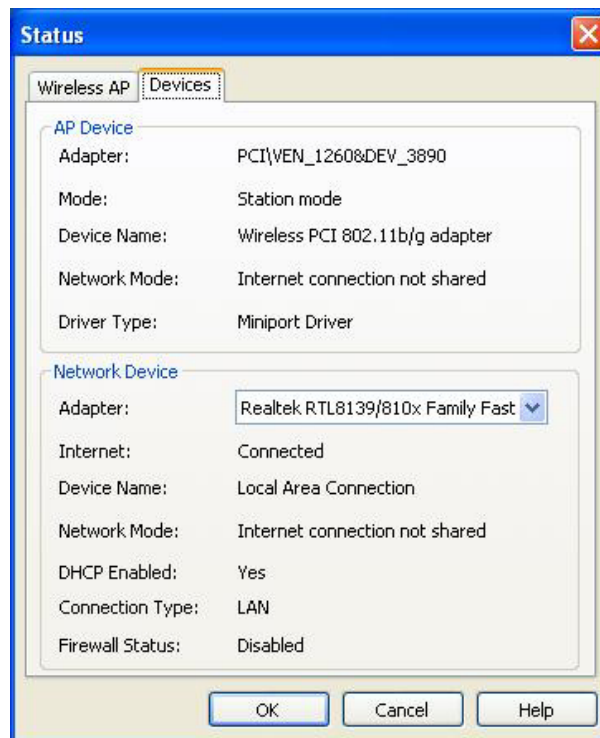 Status
Wireless AP Devices
AP Device
Adapter: PCI\VEN_1260&DEV_3890
Mode: Station mode
Device Name: Wireless PCI 802.11b/g adapter
Network Mode: Internet connection not shared
Driver Type: Miniport Driver
Network Device
Adapter: Realtek RTL8139/810x Family Fast
Internet: Connected
Device Name: Local Area Connection
Network Mode: Internet connection not shared
DHCP Enabled: Yes
Connection Type: LAN
Firewall Status: Disabled
OK Cancel Help